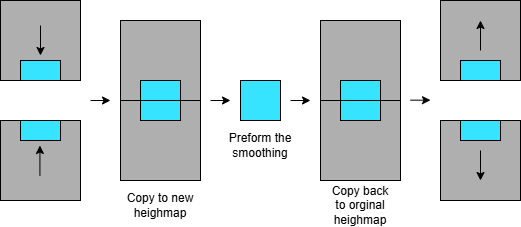 Preform the
smoothing
Copy to new
heighmap
Copy back
to orginal
heighmap